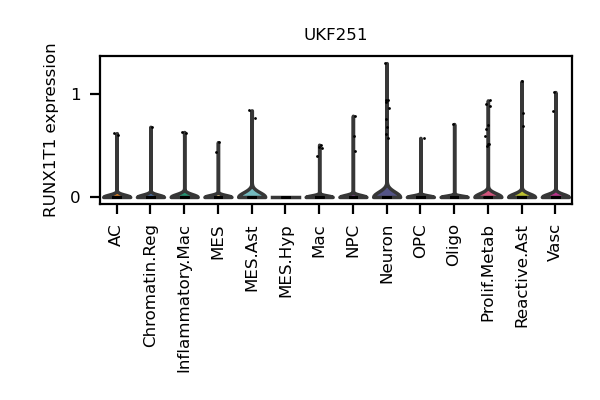 UKF251
RUNX1T1 expression
1
0
AC
Chromatin.Reg
Inflammatory.Mac
MES
MES.Ast
MES.Hyp
Mac
NPC
Neuron
OPC
Oligo
Prolif.Metab
Reactive.Ast
Vasc